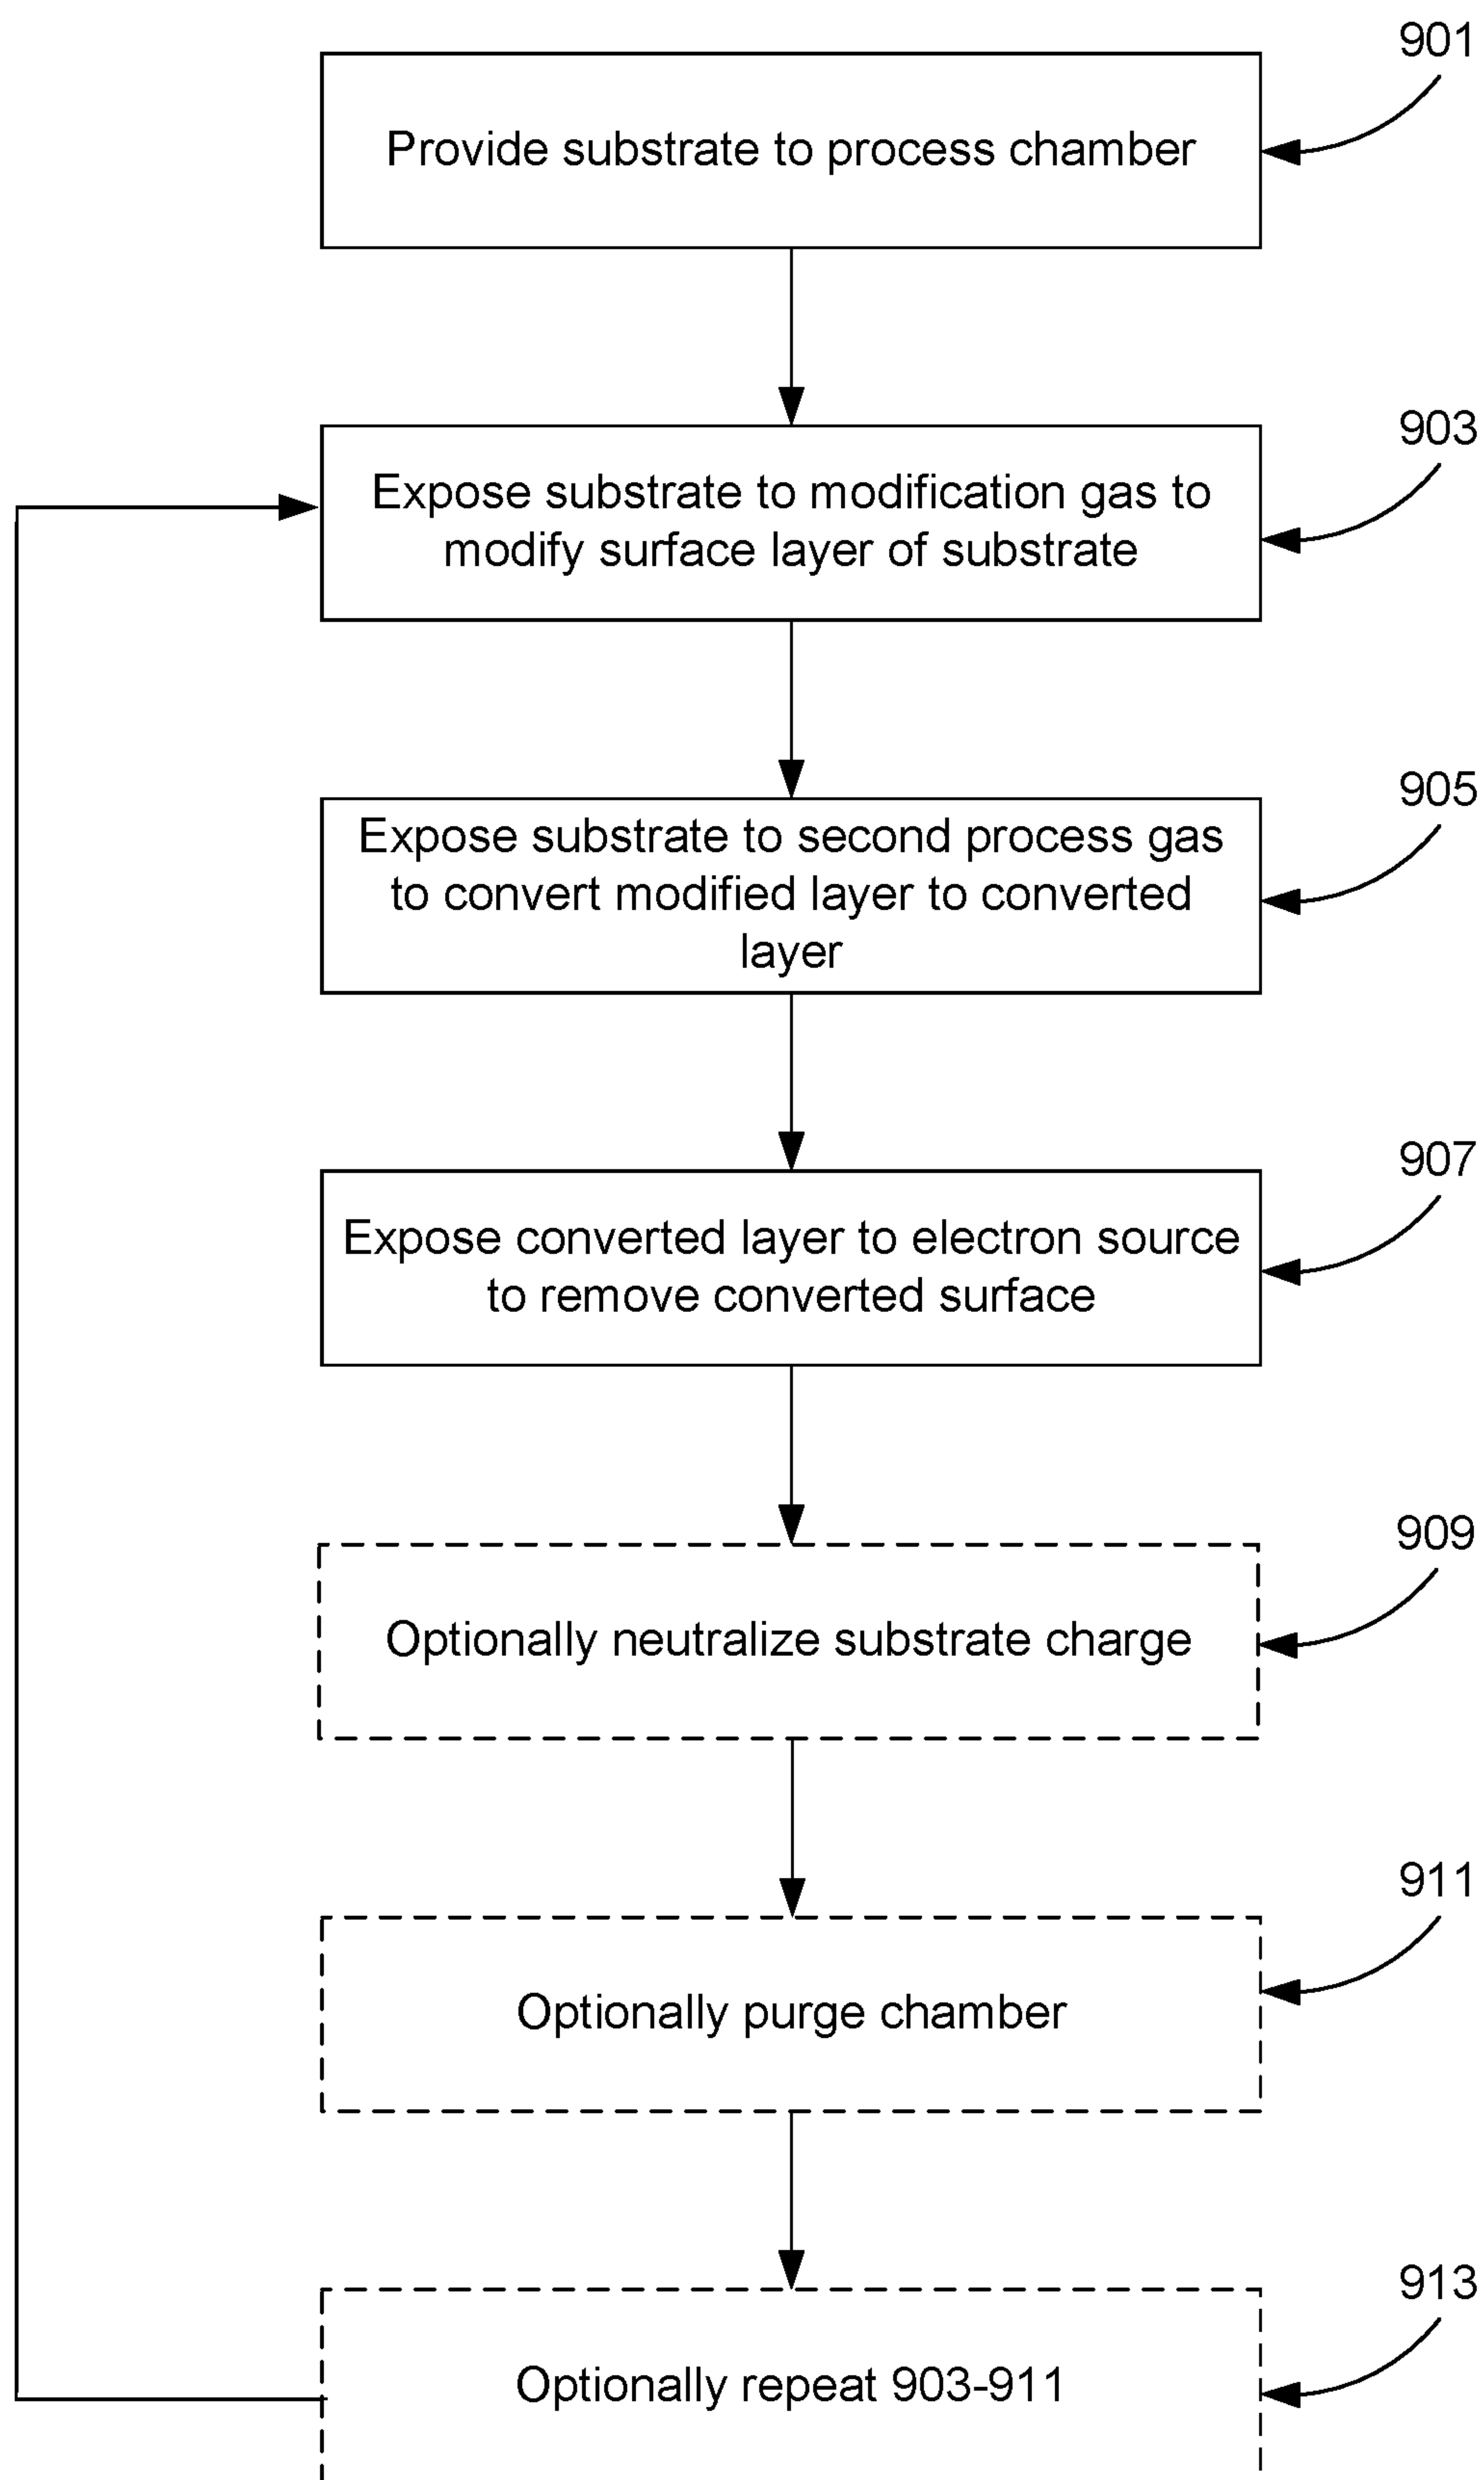 901
Provide substrate to process chamber
903
Expose substrate to modification gas to
modify surface layer of substrate
905
Expose substrate to second process gas
to convert modified layer to converted
layer
907
Expose converted layer to electron source
to remove converted surface
909
Optionally neutralize substrate charge
911
Optionally purge chamber
913
Optionally repeat 903-911